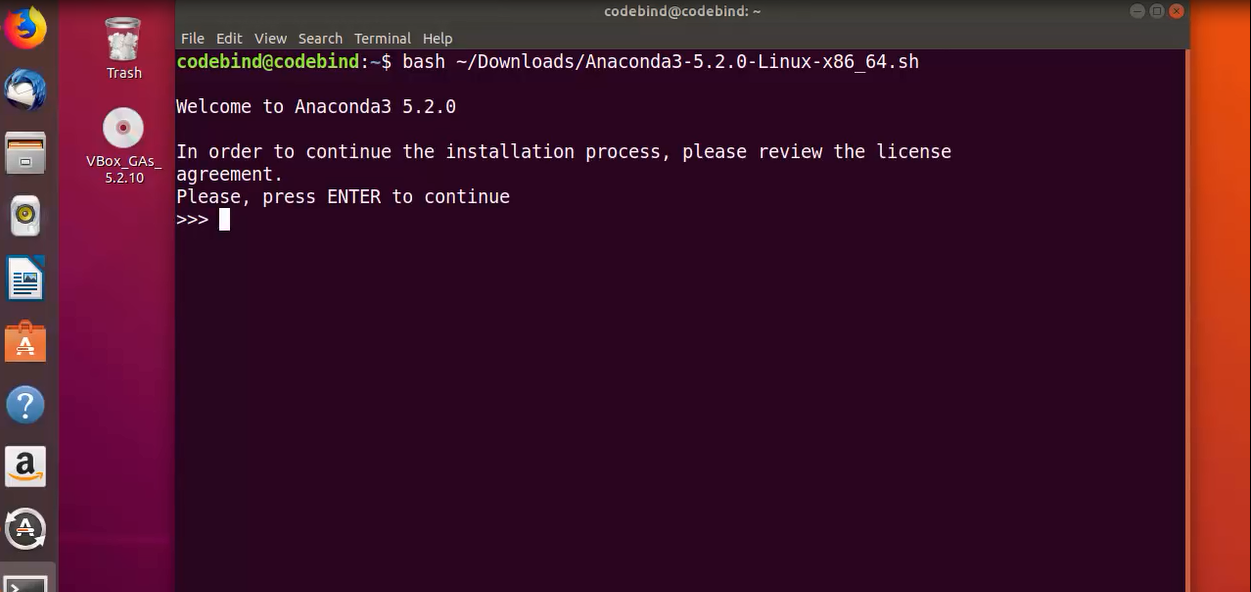 codebind@codebind: ~
File Edit View Search Terminal Help
Trash
VBox_GAs_
5.2.10
codebind@codebind:~$ bash ~/Downloads/Anaconda3-5.2.0-Linux-x86_64.sh
Welcome to Anaconda3 5.2.0
In order to continue the installation process, please review the license
agreement.
Please, press ENTER to continue
>>>